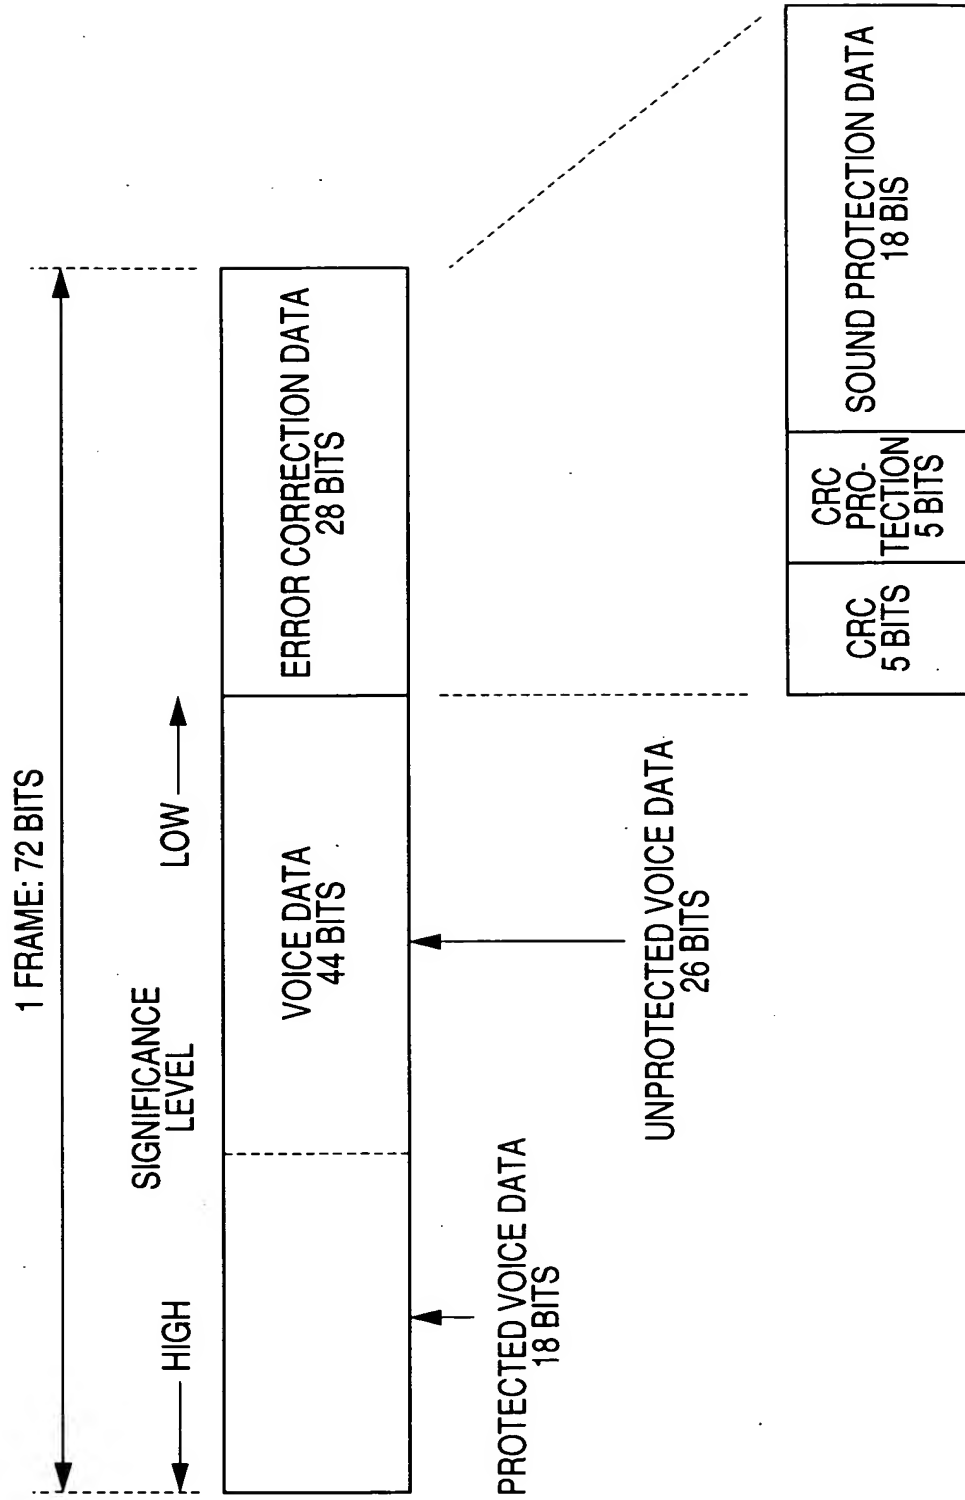 1 FRAME: 72 BITS
SIGNIFICANCE
LEVEL
HIGH
LOW
VOICE DATA
44 BITS
ERROR CORRECTION DATA
28 BITS
PROTECTED VOICE DATA
18 BITS
UNPROTECTED VOICE DATA
26 BITS
CRC
5 BITS
CRC
PRO-
TECTION
5 BITS
SOUND PROTECTION DATA
18 BIS